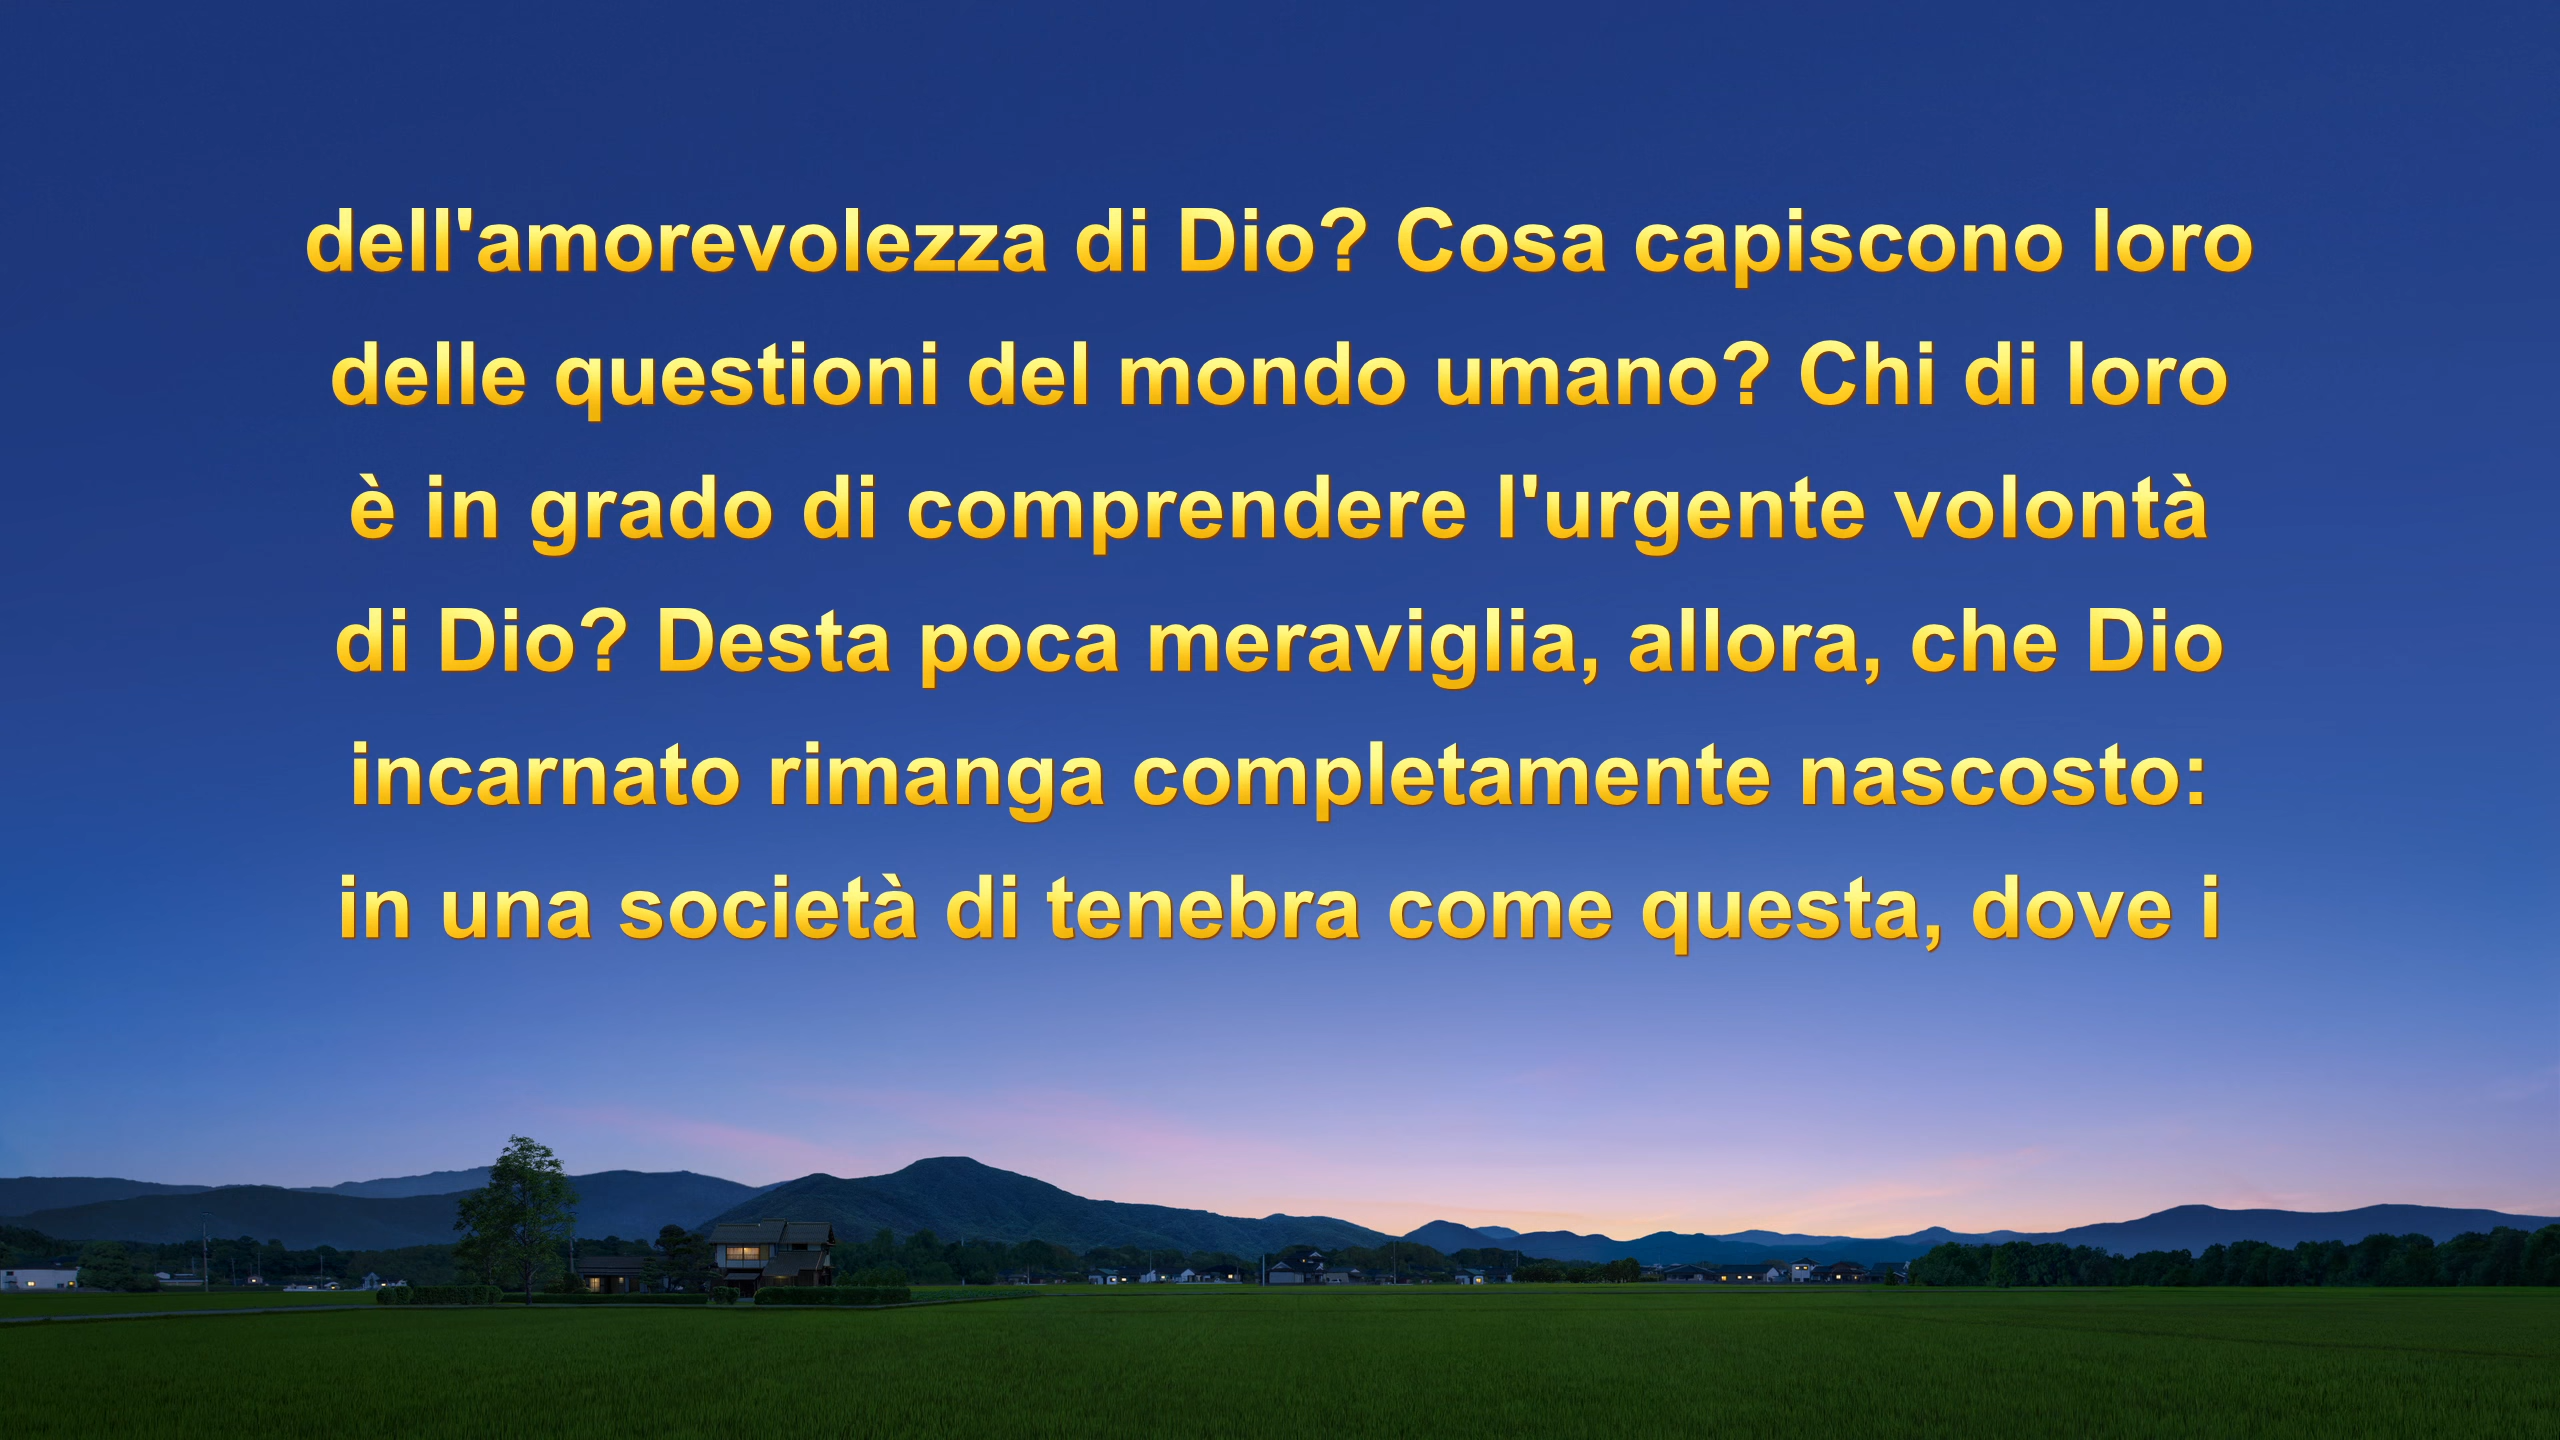 dell'amorevolezza di Dio? Cosa capiscono loro
delle questioni del mondo umano? Chi di loro
è in grado di comprendere l'urgente volontà
di Dio? Desta poca meraviglia, allora, che Dio
incarnato rimanga completamente nascosto:
in una società di tenebra come questa, dove i